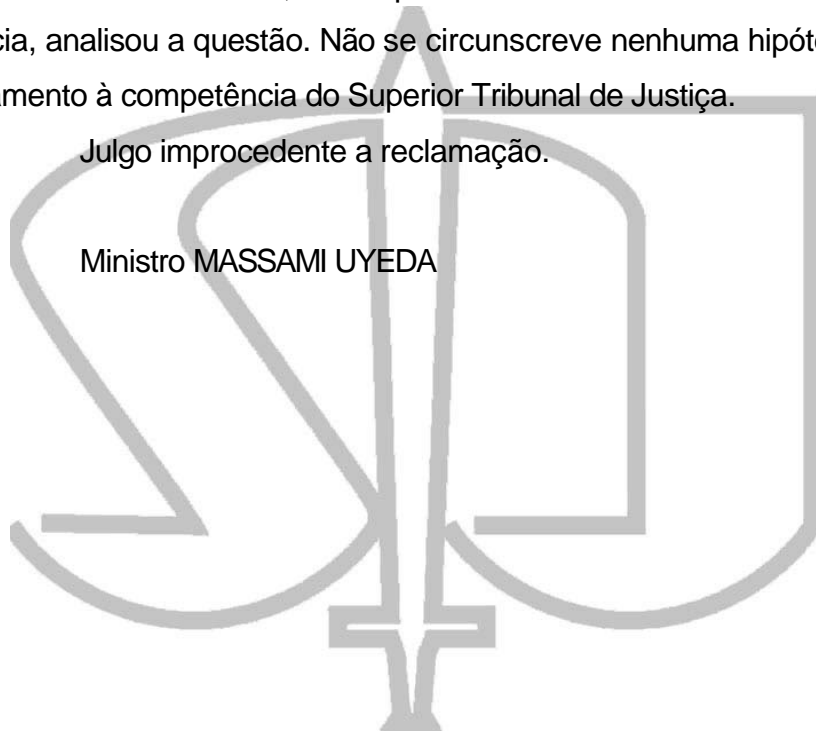 cia, analisou a questão. Não se circunscreve nenhuma hipót
amento à competência do Superior Tribunal de Justiça.
Julgo improcedente a reclamação.
Ministro MASSAMI UYEDA